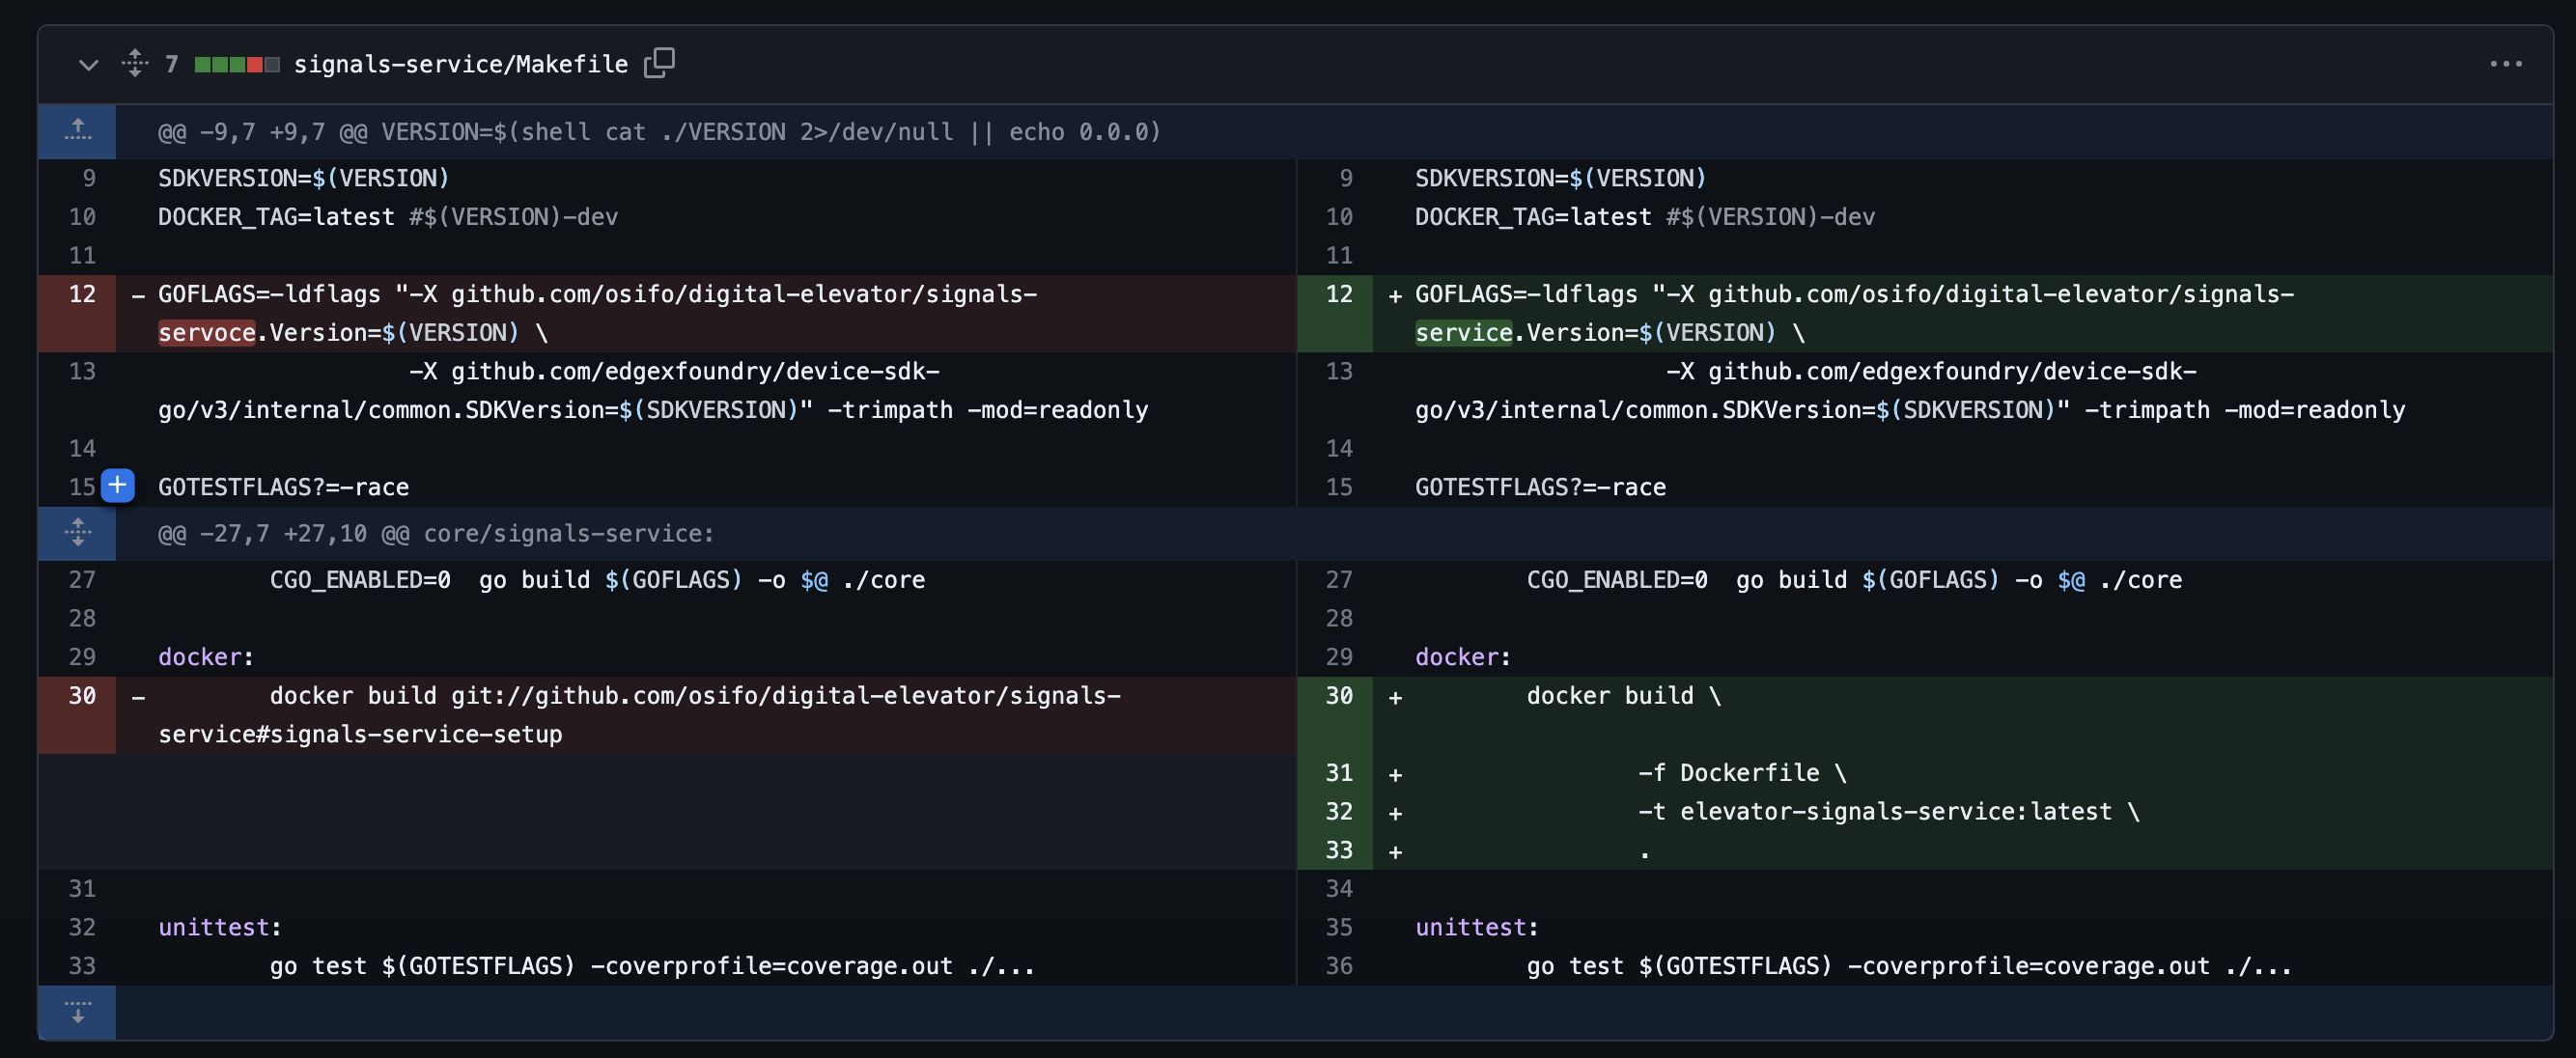 7 signals-service/Makefile
@@ -9,7 +9,7 @@ VERSION=$(shell cat ./VERSION 2>/dev/null || echo 0.0.0)
9 SDKVERSION=$(VERSION)
10 DOCKER_TAG=latest #$(VERSION)-dev
11
12 - GOFLAGS=-ldflags "-X github.com/osifo/digital-elevator/signals-
servoce.Version=$(VERSION) \
13 -X github.com/edgexfoundry/device-sdk-
go/v3/internal/common.SDKVersion=$(SDKVERSION)" -trimpath -mod=readonly
14
15 GOTESTFLAGS?=-race
9 SDKVERSION=$(VERSION)
10 DOCKER_TAG=latest #$(VERSION)-dev
11
12 + GOFLAGS=-ldflags "-X github.com/osifo/digital-elevator/signals-
service.Version=$(VERSION) \
13 -X github.com/edgexfoundry/device-sdk-
go/v3/internal/common.SDKVersion=$(SDKVERSION)" -trimpath -mod=readonly
14
15 GOTESTFLAGS?=-race
@@ -27,7 +27,10 @@ core/signals-service:
27 CGO_ENABLED=0  go build $(GOFLAGS) -o $@ ./core
28
29 docker:
30 - docker build git://github.com/osifo/digital-elevator/signals-
service#signals-service-setup
31
32 unittest:
33 go test $(GOTESTFLAGS) -coverprofile=coverage.out ./...
27 CGO_ENABLED=0  go build $(GOFLAGS) -o $@ ./core
28
29 docker:
30 + docker build \
31 + -f Dockerfile \
32 + -t elevator-signals-service:latest \
33 + .
34
35 unittest:
36 go test $(GOTESTFLAGS) -coverprofile=coverage.out ./...